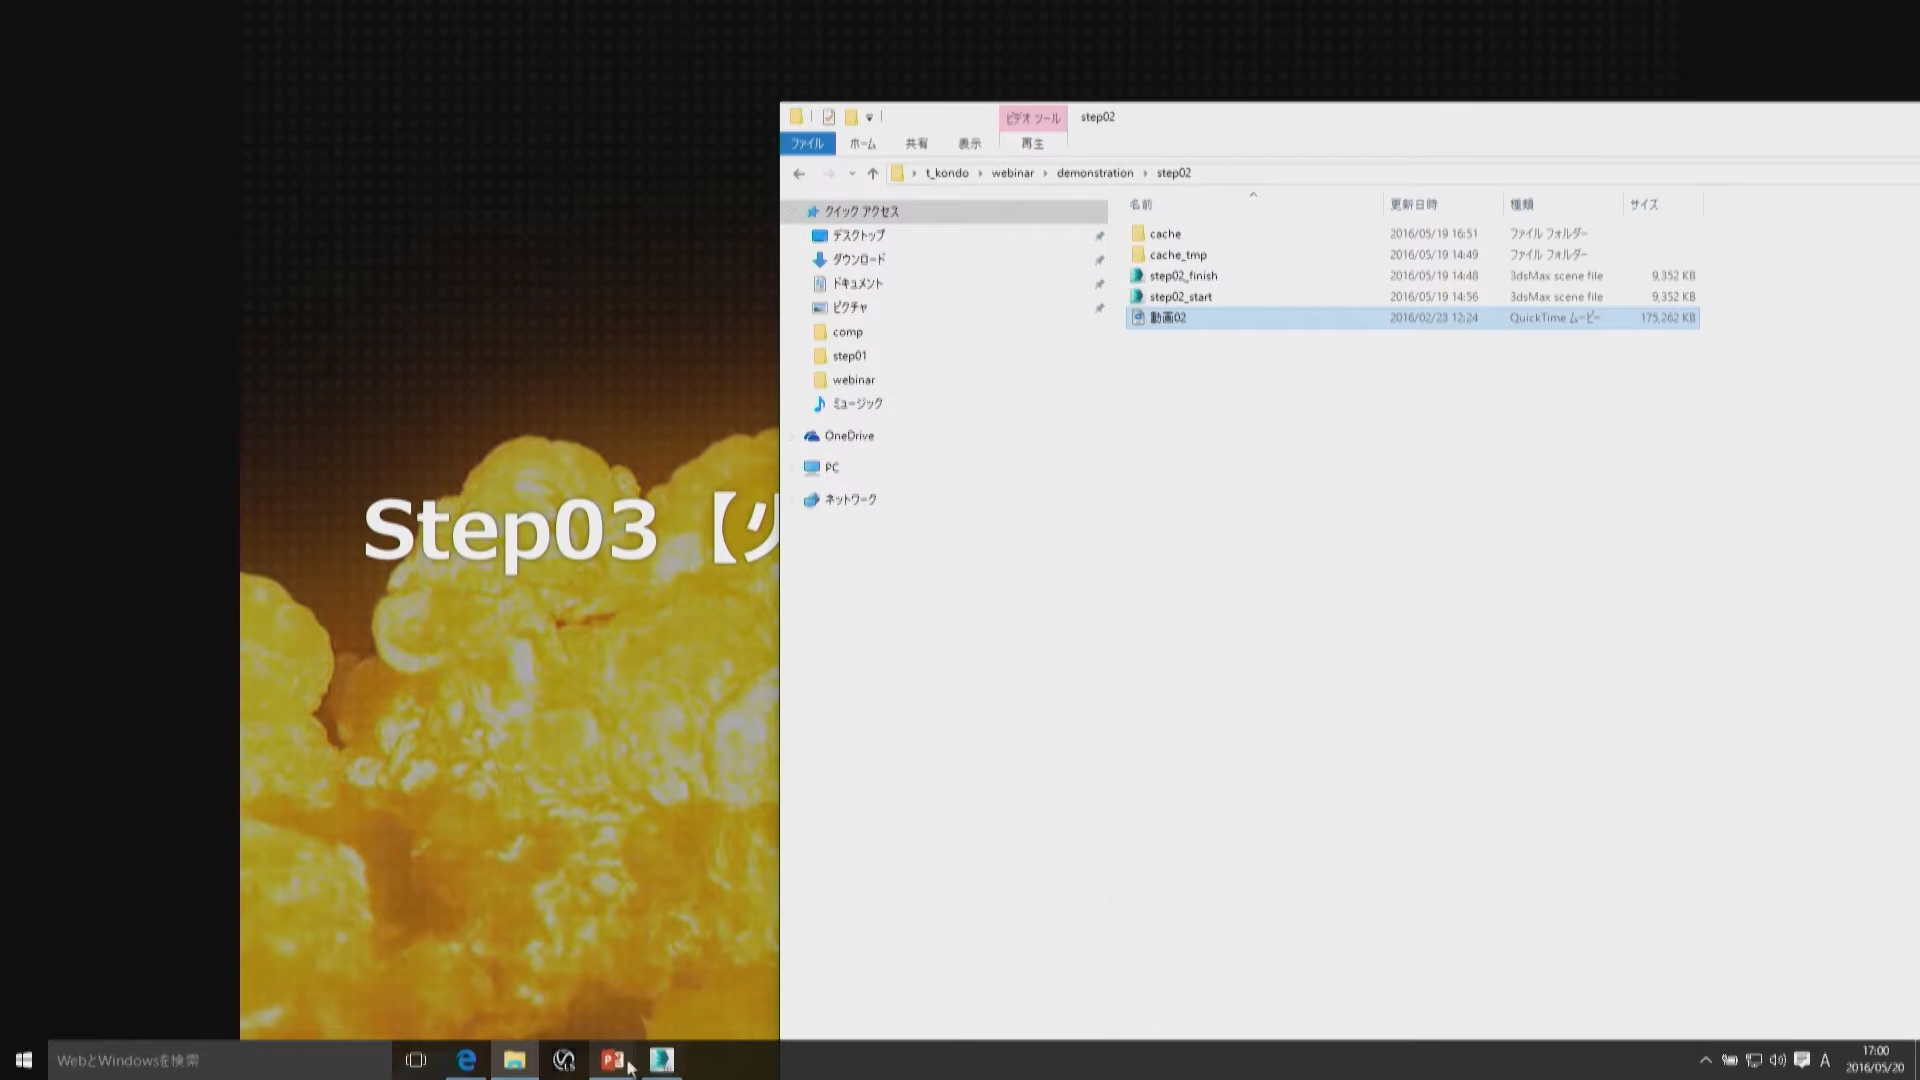 ビデオ ツール step02
ファイル ホーム 共有 表示 再生
t_kondo › webinar › demonstration › step02
クイック アクセス
デスクトップ
ダウンロード
ドキュメント
ピクチャ
comp
step01
webinar
ミュージック
OneDrive
PC
ネットワーク
名前 更新日時 種類 サイズ
cache 2016/05/19 16:51 ファイル フォルダー
cache_tmp 2016/05/19 14:49 ファイル フォルダー
step02_finish 2016/05/19 14:48 3dsMax scene file 9,352 KB
step02_start 2016/05/19 14:56 3dsMax scene file 9,352 KB
動画02 2016/02/23 12:24 QuickTime ムービー 175,262 KB
Step03【
WebとWindowsを検索
A
17:00
2016/05/20